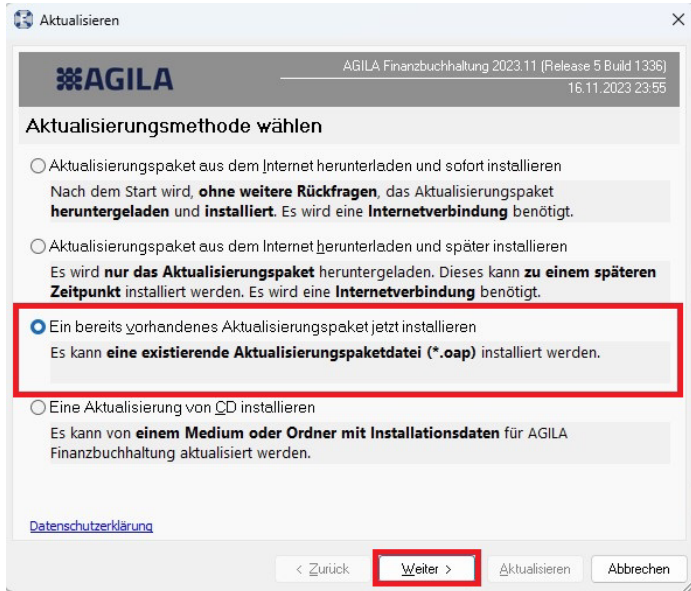 Aktualisieren
AGILA
AGILA Finanzbuchhaltung 2023.11 (Release 5 Build 1336)
16.11.2023 23:55
Aktualisierungsmethode wählen
Aktualisierungspaket aus dem Internet herunterladen und sofort installieren
Nach dem Start wird, ohne weitere Rückfragen, das Aktualisierungspaket
heruntergeladen und installiert. Es wird eine Internetverbindung benötigt.
Aktualisierungspaket aus dem Internet herunterladen und später installieren
Es wird nur das Aktualisierungspaket heruntergeladen. Dieses kann zu einem späteren
Zeitpunkt installiert werden. Es wird eine Internetverbindung benötigt.
Ein bereits vorhandenes Aktualisierungspaket jetzt installieren
Es kann eine existierende Aktualisierungspaketdatei (*.oap) installiert werden.
Eine Aktualisierung von CD installieren
Es kann von einem Medium oder Ordner mit Installationsdaten für AGILA
Finanzbuchhaltung aktualisiert werden.
Datenschutzerklärung
< Zurück Weiter > Aktualisieren Abbrechen